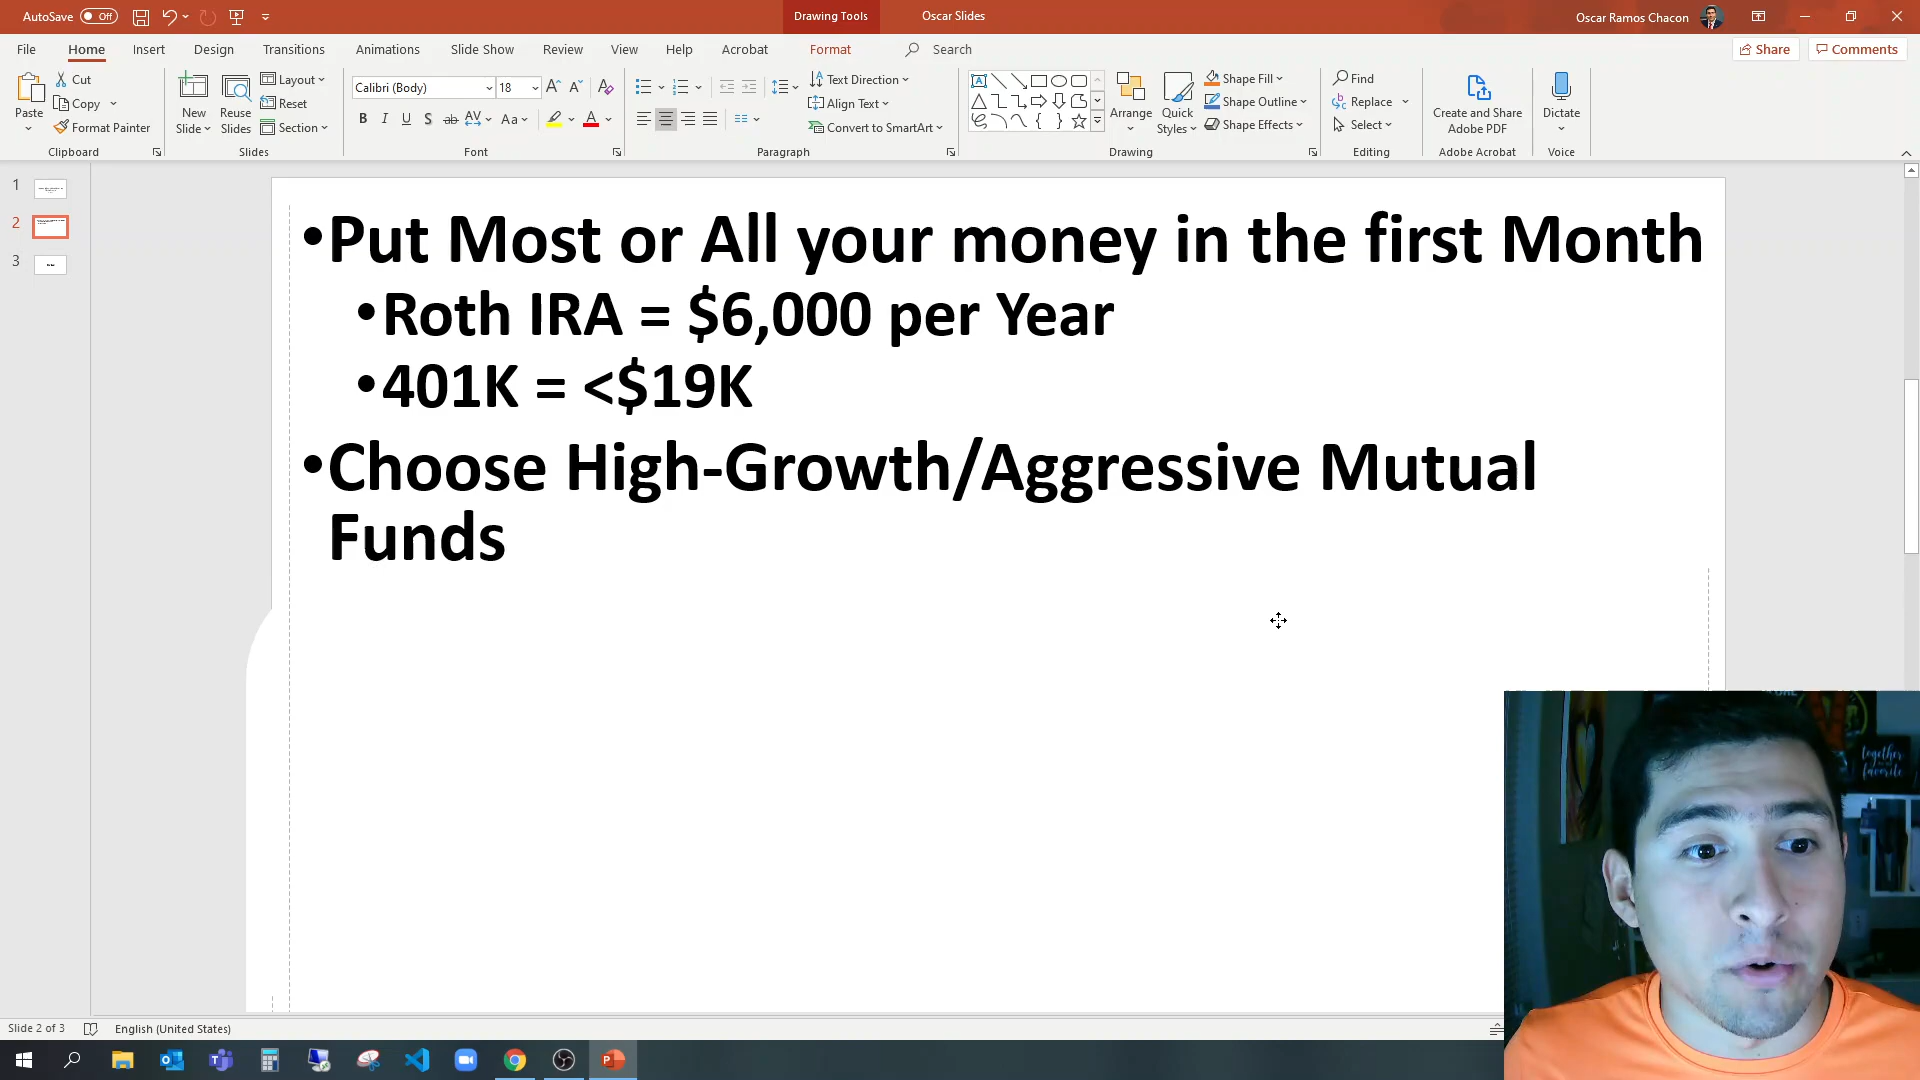 AutoSave Off
Drawing Tools
Oscar Slides
Oscar Ramos Chacon
File Home Insert Design Transitions Animations Slide Show Review View Help Acrobat Format Search Share Comments
Paste
Cut
Copy
Format Painter
Clipboard
New Slide
Reuse Slides
Layout
Reset
Section
Slides
Calibri (Body) 18
B I U S ab AV Aa A
Font
Text Direction
Align Text
Convert to SmartArt
Paragraph
Arrange
Quick Styles
Shape Fill
Shape Outline
Shape Effects
Drawing
Find
Replace
Select
Editing
Create and Share Adobe PDF
Adobe Acrobat
Dictate
Voice
1
2
3
•Put Most or All your money in the first Month
•Roth IRA = $6,000 per Year
•401K = <$19K
•Choose High-Growth/Aggressive Mutual
Funds
together
favorite
Slide 2 of 3
English (United States)